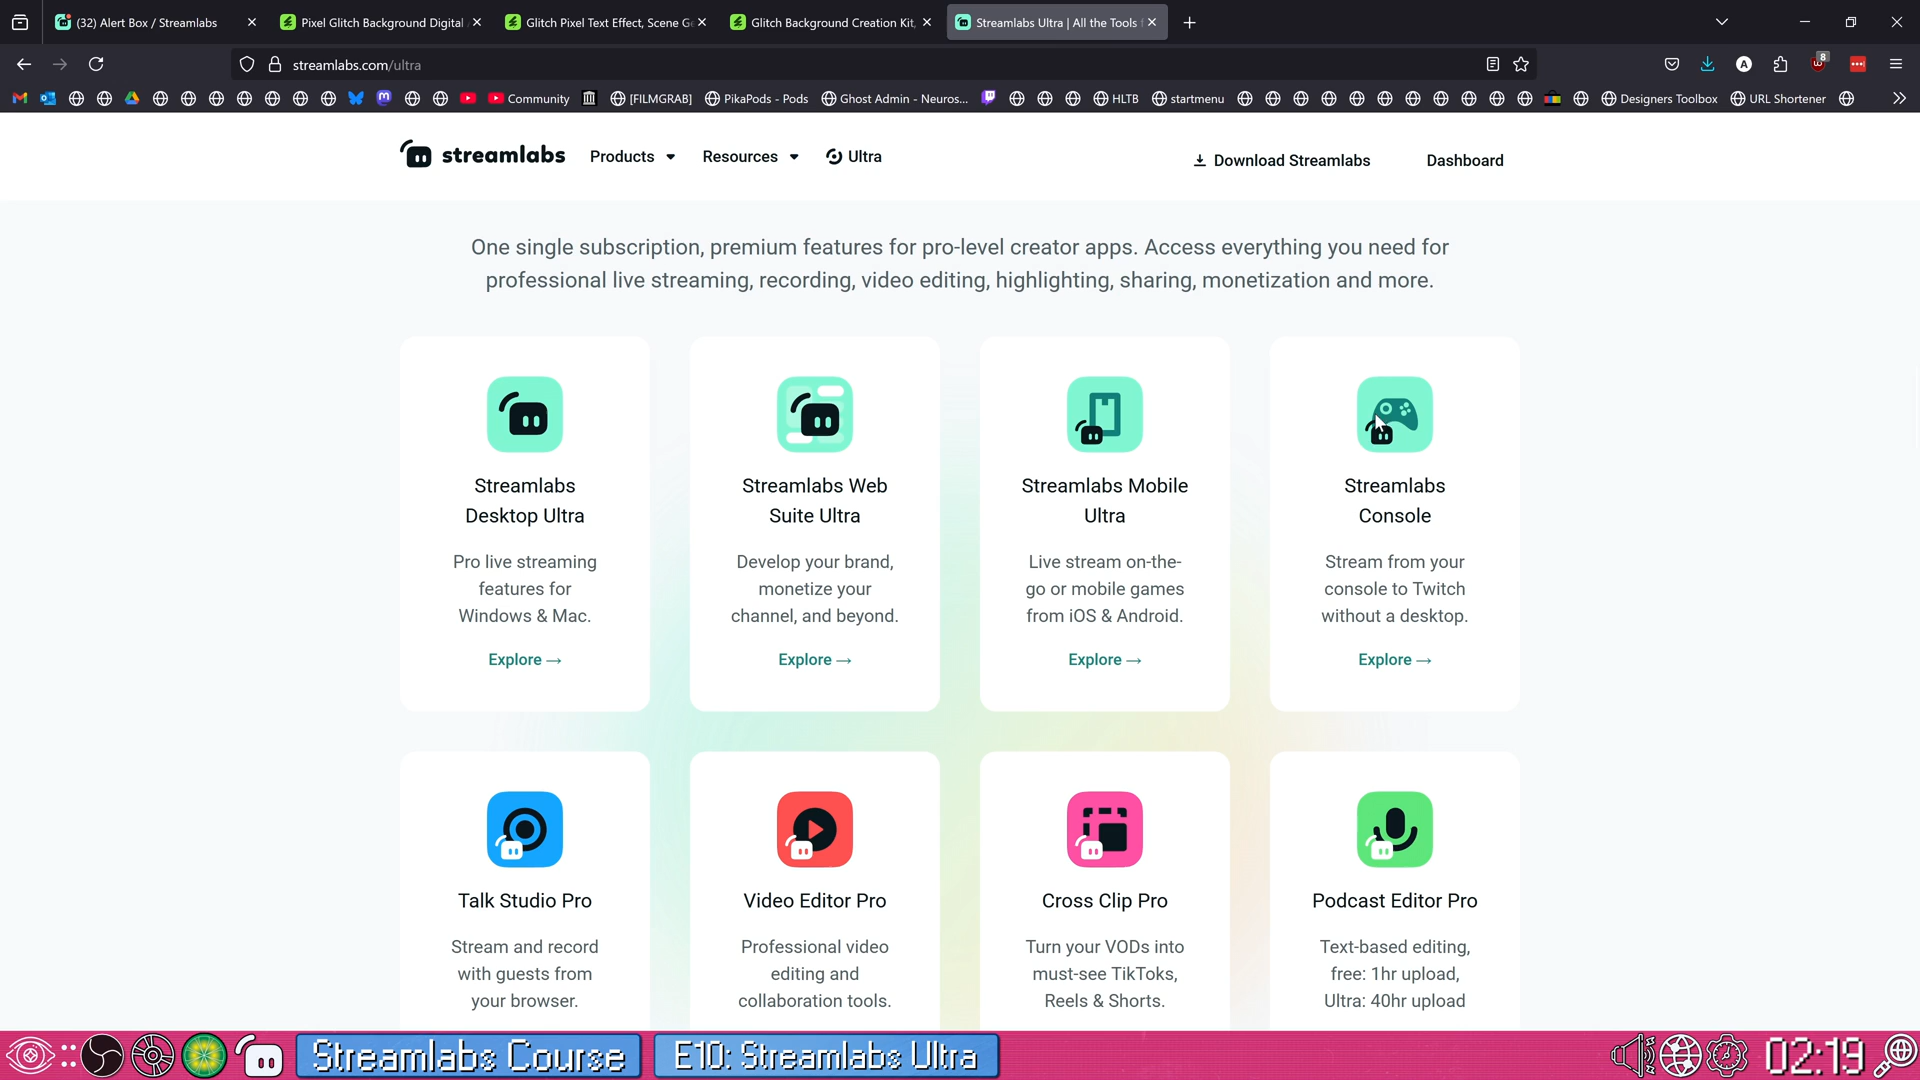 (32) Alert Box / Streamlabs
Pixel Glitch Background Digital
Glitch Pixel Text Effect, Scene Ge
Glitch Background Creation Kit,
Streamlabs Ultra | All the Tools f
streamlabs.com/ultra
8
Community
[FILMGRAB]
PikaPods - Pods
Ghost Admin - Neuros...
HLTB
startmenu
Designers Toolbox
URL Shortener
streamlabs
Products
Resources
Ultra
Download Streamlabs
Dashboard
One single subscription, premium features for pro-level creator apps. Access everything you need for
professional live streaming, recording, video editing, highlighting, sharing, monetization and more.
Streamlabs
Desktop Ultra
Pro live streaming
features for
Windows & Mac.
Explore →
Streamlabs Web
Suite Ultra
Develop your brand,
monetize your
channel, and beyond.
Explore →
Streamlabs Mobile
Ultra
Live stream on-the-
go or mobile games
from iOS & Android.
Explore →
Streamlabs
Console
Stream from your
console to Twitch
without a desktop.
Explore →
Talk Studio Pro
Stream and record
with guests from
your browser.
Video Editor Pro
Professional video
editing and
collaboration tools.
Cross Clip Pro
Turn your VODs into
must-see TikToks,
Reels & Shorts.
Podcast Editor Pro
Text-based editing,
free: 1hr upload,
Ultra: 40hr upload
Streamlabs Course
E10: Streamlabs Ultra
02:19